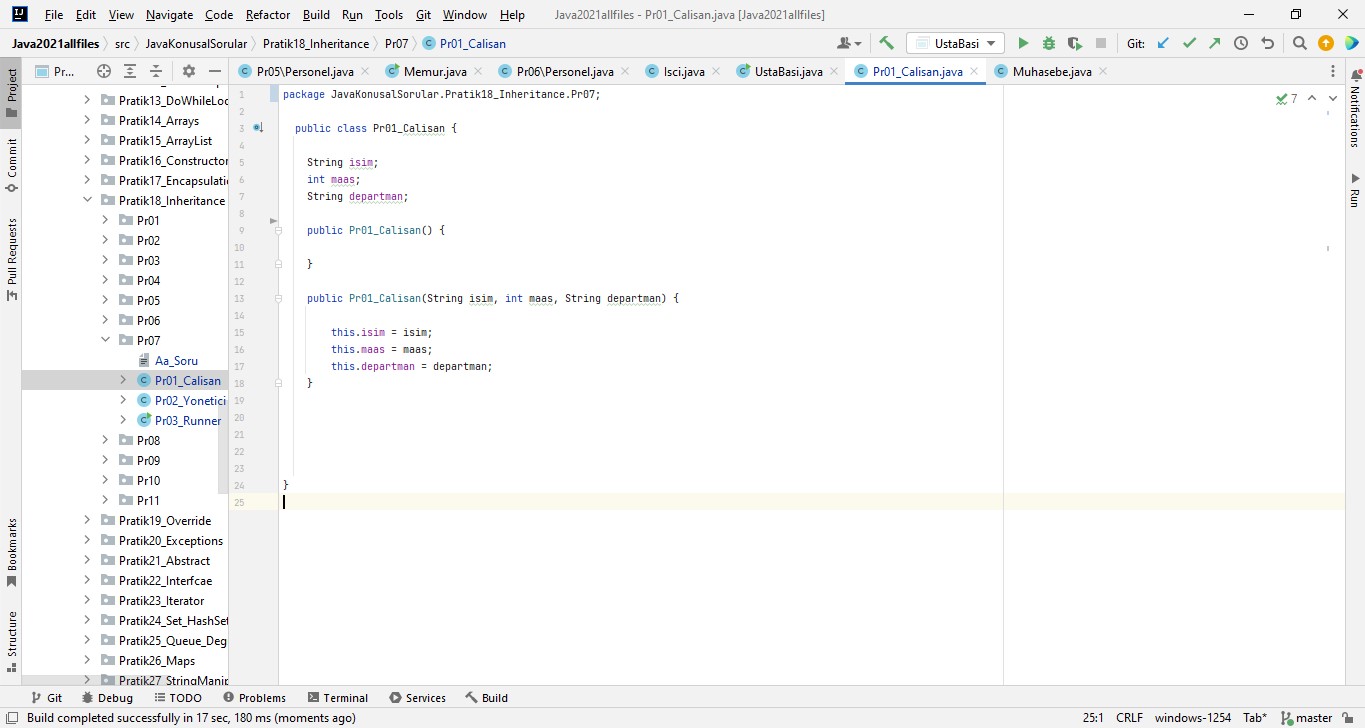 File Edit View Navigate Code Refactor Build Run Tools Git Window Help Java2021allfiles - Pr01_Calisan.java [Java2021allfiles]
Java2021allfiles src JavaKonusalSorular Pratik18_Inheritance Pr07 Pr01_Calisan UstaBasi Git:
Pr... Pr05\Personel.java Memur.java Pr06\Personel.java Isci.java UstaBasi.java Pr01_Calisan.java Muhasebe.java
Project
Commit
Pull Requests
Bookmarks
Structure
Pratik13_DoWhileLoo
Pratik14_Arrays
Pratik15_ArrayList
Pratik16_Constructor
Pratik17_Encapsulati
Pratik18_Inheritance
Pr01
Pr02
Pr03
Pr04
Pr05
Pr06
Pr07
Aa_Soru
Pr01_Calisan
Pr02_Yonetici
Pr03_Runner
Pr08
Pr09
Pr10
Pr11
Pratik19_Override
Pratik20_Exceptions
Pratik21_Abstract
Pratik22_Interfcae
Pratik23_Iterator
Pratik24_Set_HashSet
Pratik25_Queue_Deq
Pratik26_Maps
Pratik27_StringManip
1 package JavaKonusalSorular.Pratik18_Inheritance.Pr07;
2
3 public class Pr01_Calisan {
4
5 String isim;
6 int maas;
7 String departman;
8
9 public Pr01_Calisan() {
10
11 }
12
13 public Pr01_Calisan(String isim, int maas, String departman) {
14
15 this.isim = isim;
16 this.maas = maas;
17 this.departman = departman;
18 }
19
20
21
22
23
24 }
25
7
Notifications
Run
Git Debug TODO Problems Terminal Services Build
Build completed successfully in 17 sec, 180 ms (moments ago) 25:1 CRLF windows-1254 Tab* master